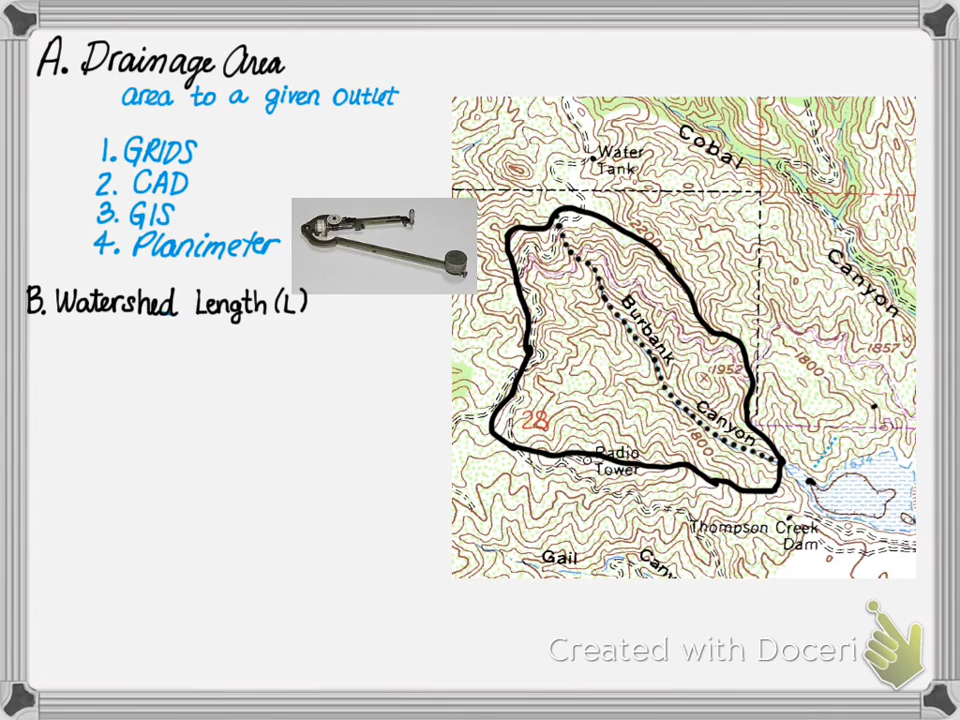 A. Drainage Area
area to a given outlet
1. GRIDS
2. CAD
3. GIS
4. Planimeter
B. Watershed Length (L)
Cobal
Canyon
Water
Tank
Burbank
Canyon
1952
1857
1800
1800
28
Radio
Tower
Thompson Creek
Dam
1634
Gail
Created with Doceri